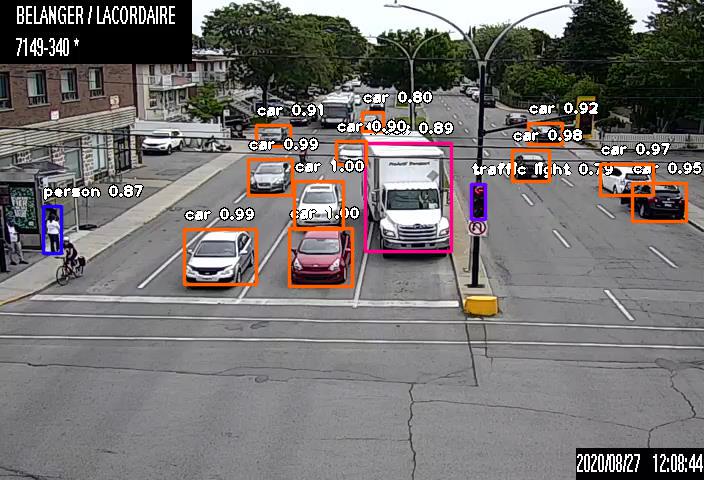 BELANGER / LACORDAIRE
7149-340 *
car 0.91
car 0.80
car 0.92
car 0.90
0.89
car 0.98
car 0.99
car 1.00
traffic light 0.79
car 0.97
car 0.95
person 0.87
car 0.99
car 1.00
2020/08/27 12:08:44